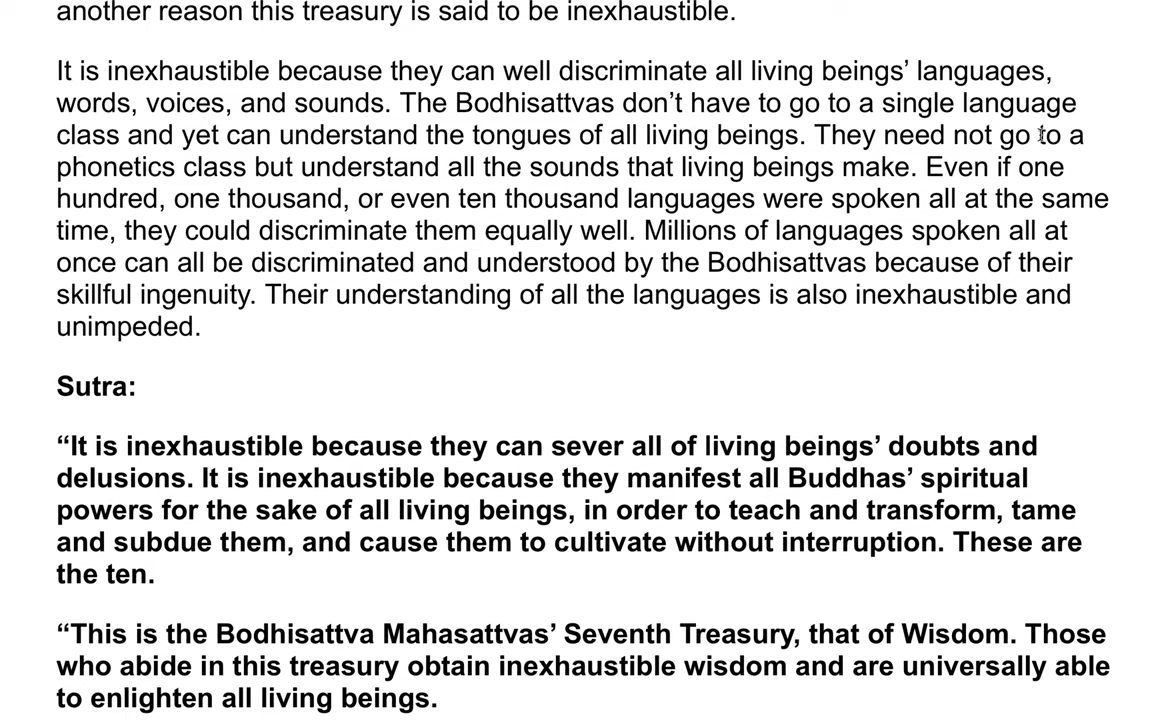 another reason this treasury is said to be inexhaustible.
It is inexhaustible because they can well discriminate all living beings’ languages,
words, voices, and sounds. The Bodhisattvas don’t have to go to a single language
class and yet can understand the tongues of all living beings. They need not go to a
phonetics class but understand all the sounds that living beings make. Even if one
hundred, one thousand, or even ten thousand languages were spoken all at the same
time, they could discriminate them equally well. Millions of languages spoken all at
once can all be discriminated and understood by the Bodhisattvas because of their
skillful ingenuity. Their understanding of all the languages is also inexhaustible and
unimpeded.
Sutra:
“It is inexhaustible because they can sever all of living beings’ doubts and
delusions. It is inexhaustible because they manifest all Buddhas’ spiritual
powers for the sake of all living beings, in order to teach and transform, tame
and subdue them, and cause them to cultivate without interruption. These are
the ten.
“This is the Bodhisattva Mahasattvas’ Seventh Treasury, that of Wisdom. Those
who abide in this treasury obtain inexhaustible wisdom and are universally able
to enlighten all living beings.